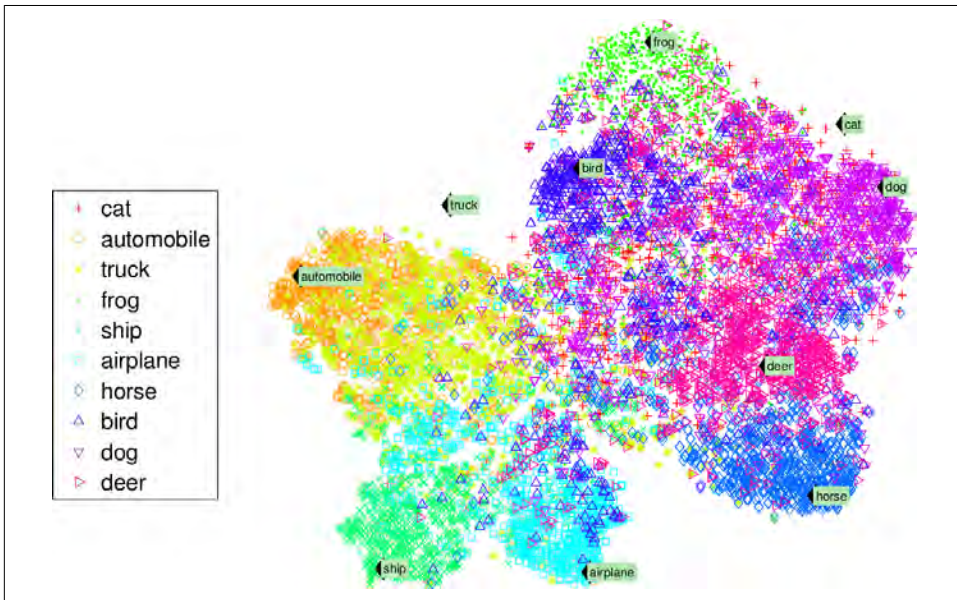 frog
cat
bird
dog
truck
automobile
deer
horse
ship
airplane
cat
automobile
truck
frog
ship
airplane
horse
bird
dog
deer